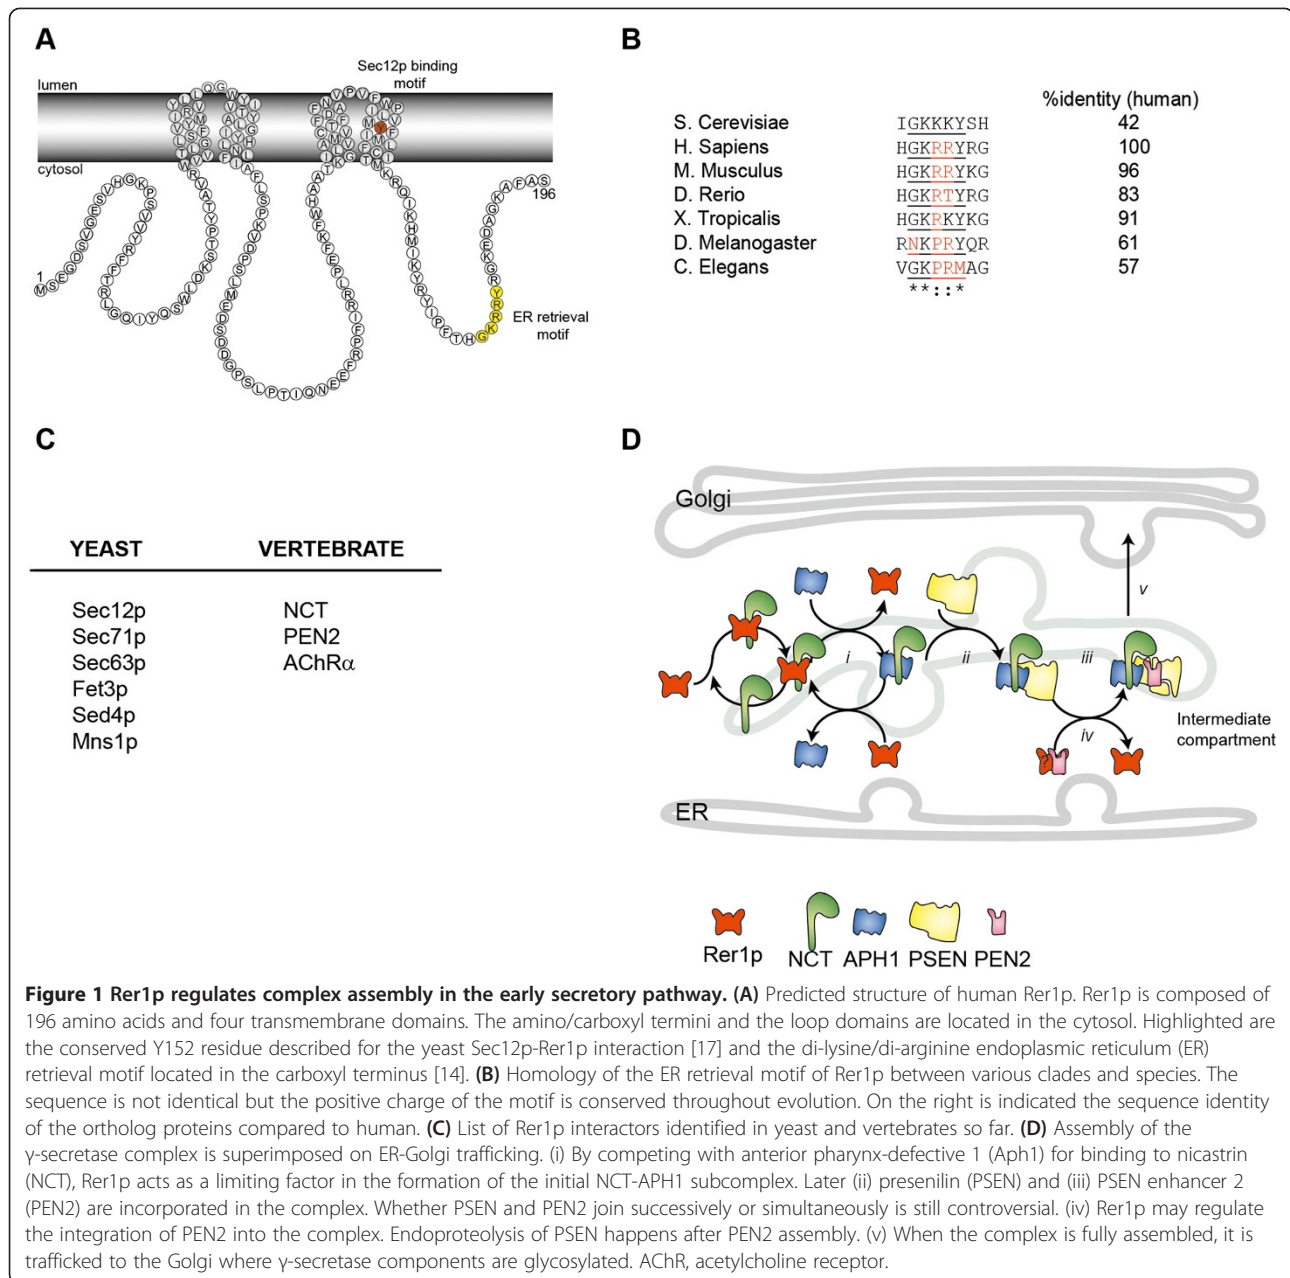 A
lumen
Sec12p binding
motif
cytosol
1
196
ER retrieval
motif
B
%identity (human)
S. Cerevisiae IGKKKYSH 42
H. Sapiens HGKRRYRG 100
M. Musculus HGKRRYKG 96
D. Rerio HGKRTYRG 83
X. Tropicalis HGKRKYKG 91
D. Melanogaster RNKPRYQR 61
C. Elegans VGKPRMAG 57
**::*
C
YEAST VERTEBRATE
Sec12p NCT
Sec71p PEN2
Sec63p AChRα
Fet3p
Sed4p
Mns1p
D
Golgi
v
i
ii
iii
Intermediate
compartment
iv
?
ER
Rer1p NCT APH1 PSEN PEN2
Figure 1 Rer1p regulates complex assembly in the early secretory pathway. (A) Predicted structure of human Rer1p. Rer1p is composed of
196 amino acids and four transmembrane domains. The amino/carboxyl termini and the loop domains are located in the cytosol. Highlighted are
the conserved Y152 residue described for the yeast Sec12p-Rer1p interaction [17] and the di-lysine/di-arginine endoplasmic reticulum (ER)
retrieval motif located in the carboxyl terminus [14]. (B) Homology of the ER retrieval motif of Rer1p between various clades and species. The
sequence is not identical but the positive charge of the motif is conserved throughout evolution. On the right is indicated the sequence identity
of the ortholog proteins compared to human. (C) List of Rer1p interactors identified in yeast and vertebrates so far. (D) Assembly of the
γ-secretase complex is superimposed on ER-Golgi trafficking. (i) By competing with anterior pharynx-defective 1 (Aph1) for binding to nicastrin
(NCT), Rer1p acts as a limiting factor in the formation of the initial NCT-APH1 subcomplex. Later (ii) presenilin (PSEN) and (iii) PSEN enhancer 2
(PEN2) are incorporated in the complex. Whether PSEN and PEN2 join successively or simultaneously is still controversial. (iv) Rer1p may regulate
the integration of PEN2 into the complex. Endoproteolysis of PSEN happens after PEN2 assembly. (v) When the complex is fully assembled, it is
trafficked to the Golgi where γ-secretase components are glycosylated. AChR, acetylcholine receptor.